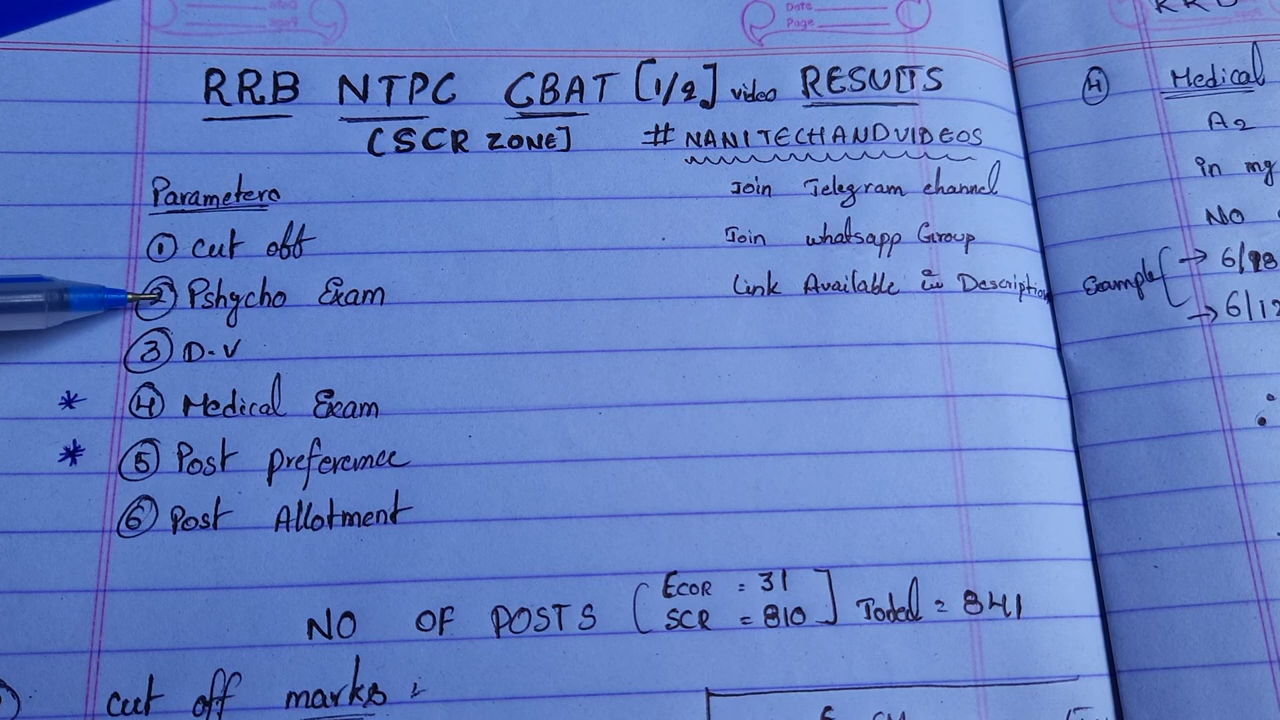 Date
Page
RRB NTPC CBAT [1/2] video RESULTS
[SCR ZONE] # NANITECHANDVIDEOS
Parameters
① cut off
② Pshycho Exam
③ D-V
* ④ Medical Exam
* ⑤ Post preference
⑥ Post Allotment
Join Telegram channel
Join whatsapp Group
Link Available in Description
NO OF POSTS [ECOR = 31
SCR = 810] Total = 841
cut off marks :
④ Medical
A2
in my
NO
Example → 6/98
→ 6/12